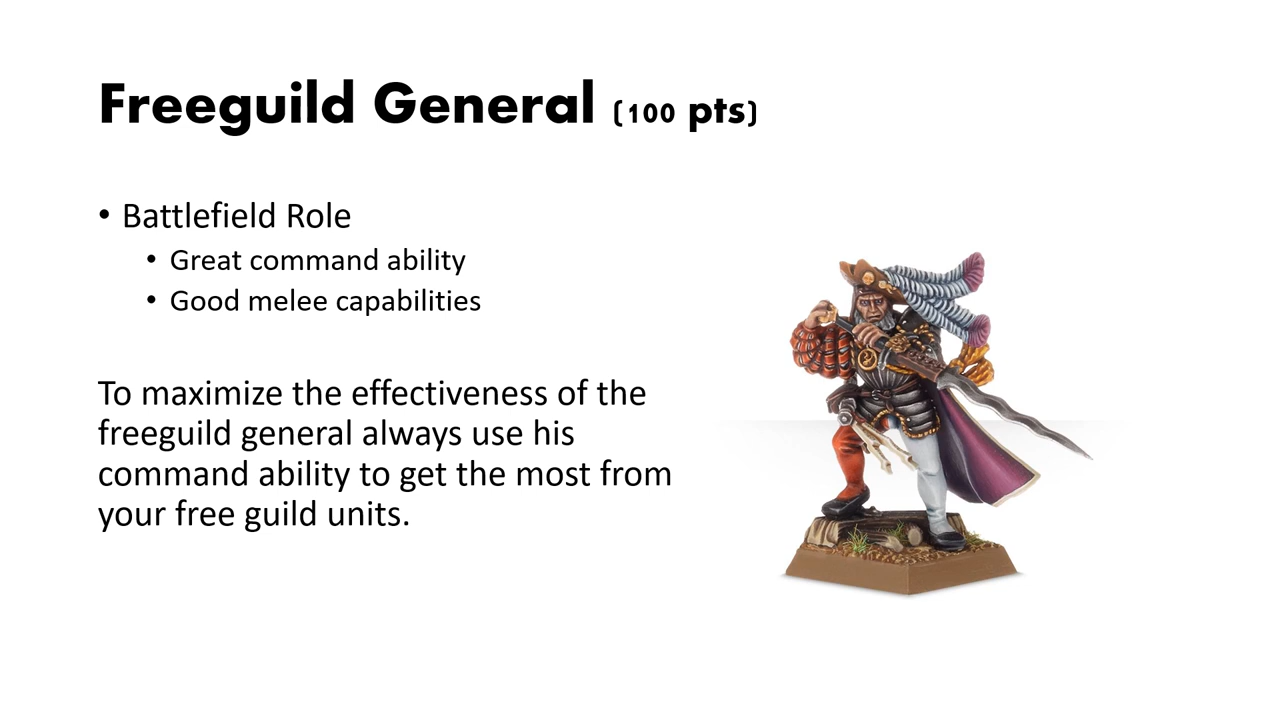 Freeguild General (100 pts)
• Battlefield Role
• Great command ability
• Good melee capabilities
To maximize the effectiveness of the
freeguild general always use his
command ability to get the most from
your free guild units.